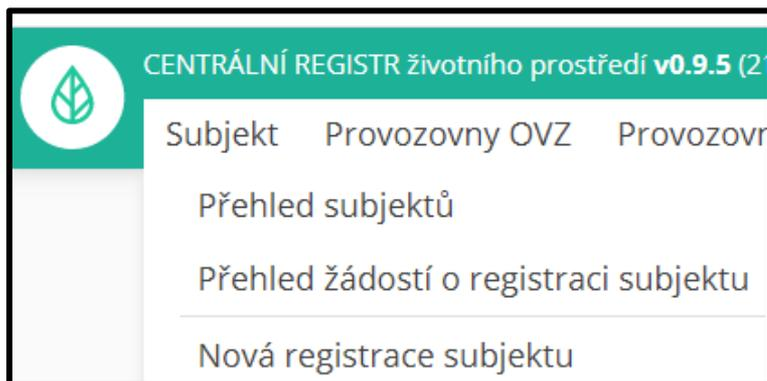 CENTRÁLNÍ REGISTR životního prostředí v0.9.5
Subjekt Provozovny OVZ
Přehled subjektů
Přehled žádostí o registraci subjektu
Nová registrace subjektu